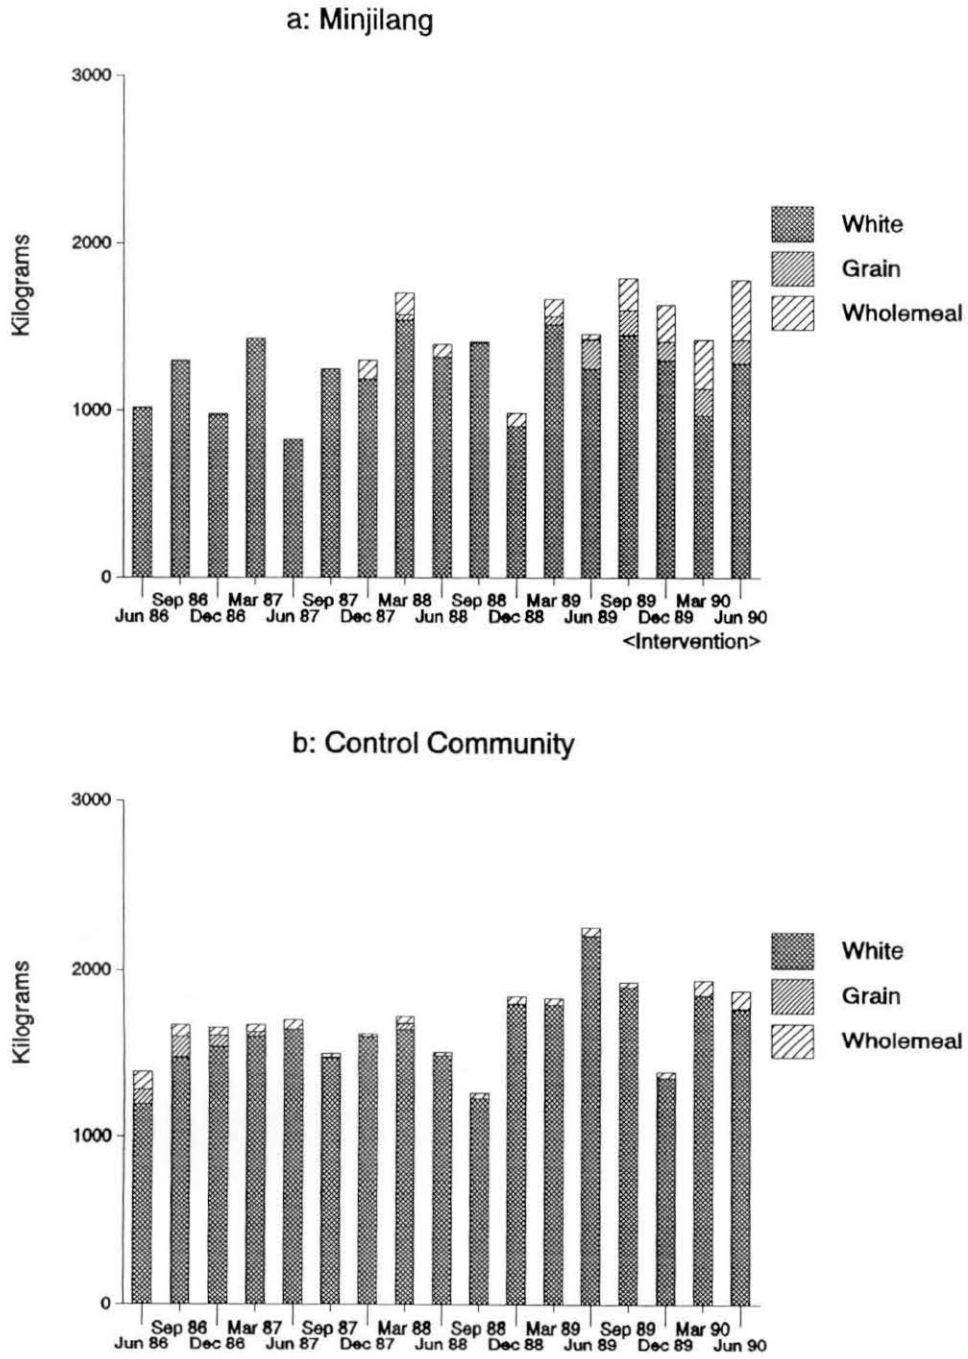 a: Minjilang
3000
2000
1000
0
Kilograms
White
Grain
Wholemeal
Sep 86 Mar 87 Sep 87 Mar 88 Sep 88 Mar 89 Sep 89 Mar 90
Jun 86 Dec 86 Jun 87 Dec 87 Jun 88 Dec 88 Jun 89 Dec 89 Jun 90
<Intervention>
b: Control Community
3000
2000
1000
0
Kilograms
White
Grain
Wholemeal
Sep 86 Mar 87 Sep 87 Mar 88 Sep 88 Mar 89 Sep 89 Mar 90
Jun 86 Dec 86 Jun 87 Dec 87 Jun 88 Dec 88 Jun 89 Dec 89 Jun 90